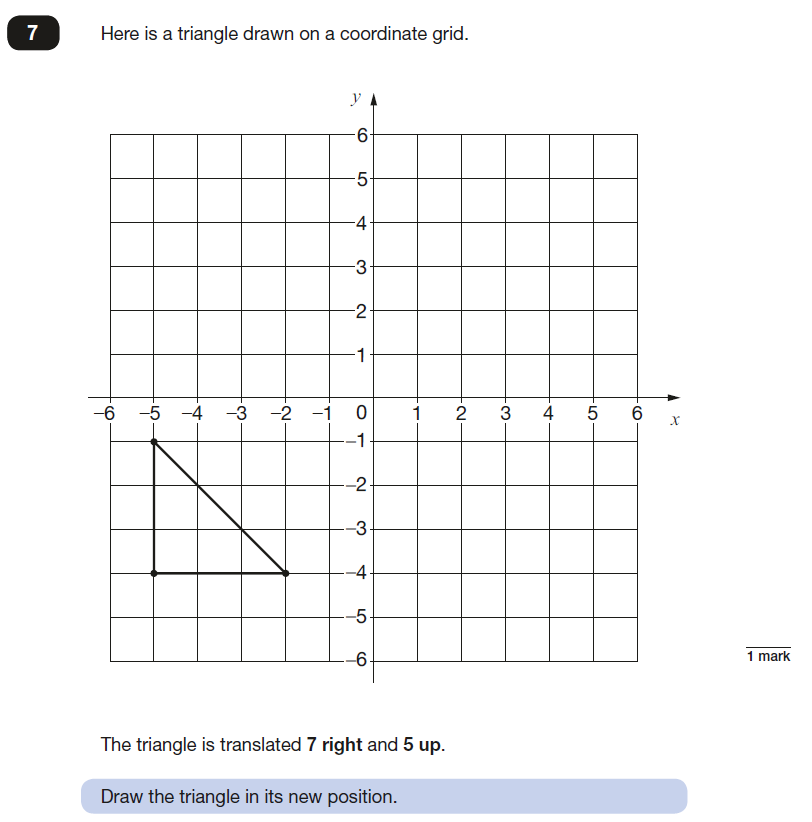 7
Here is a triangle drawn on a coordinate grid.
y
6
5
4
3
2
1
–6 –5 –4 –3 –2 –1 0 1 2 3 4 5 6
x
–1
–2
–3
–4
–5
–6
1 mark
The triangle is translated 7 right and 5 up.
Draw the triangle in its new position.